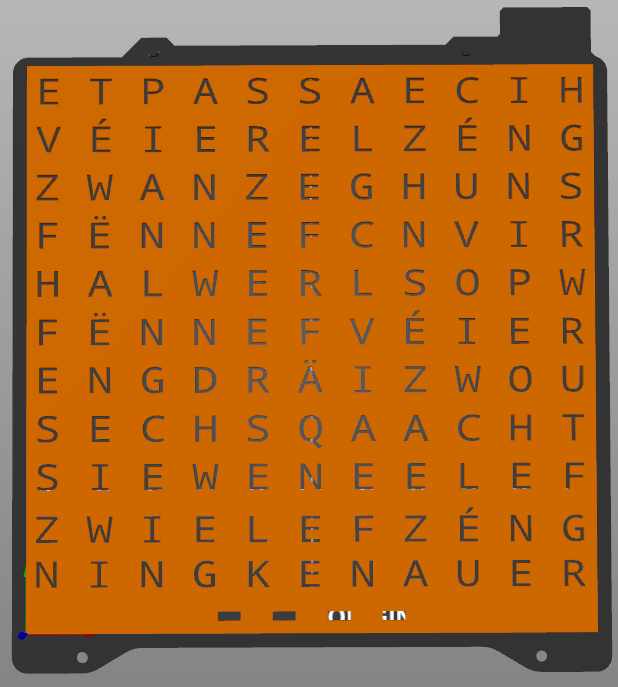 E T P A S S A E C I H
V É I E R E L Z É N G
Z W A N Z E G H U N S
F Ë N N E F C N V I R
H A L W E R L S O P W
F Ë N N E F V É I E R
E N G D R Ä I Z W O U
S E C H S Q A A C H T
S I E W E N E E L E F
Z W I E L E F Z É N G
N I N G K E N A U E R